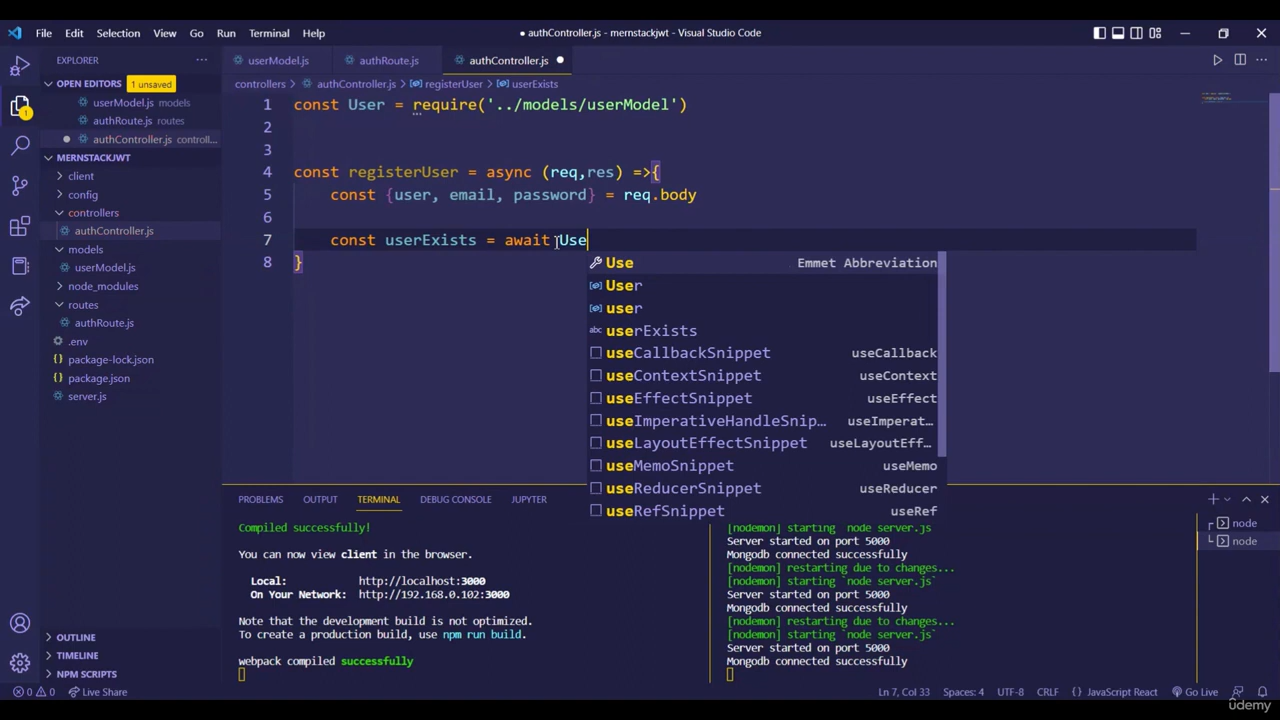 File Edit Selection View Go Run Terminal Help
● authController.js - mernstackjwt - Visual Studio Code
EXPLORER
OPEN EDITORS 1 unsaved
userModel.js models
authRoute.js routes
authController.js controll...
MERNSTACKJWT
client
config
controllers
authController.js
models
userModel.js
node_modules
routes
authRoute.js
.env
package-lock.json
package.json
server.js
OUTLINE
TIMELINE
NPM SCRIPTS
userModel.js authRoute.js authController.js
controllers > authController.js > registerUser > userExists
1 const User = require('../models/userModel')
2
3
4 const registerUser = async (req,res) =>{
5 const {user, email, password} = req.body
6
7 const userExists = await Use
8 }
Use Emmet Abbreviation
User
user
userExists
useCallbackSnippet useCallback
useContextSnippet useContext
useEffectSnippet useEffect
useImperativeHandleSnip... useImperat…
useLayoutEffectSnippet useLayoutEff…
useMemoSnippet useMemo
useReducerSnippet useReducer
useRefSnippet useRef
PROBLEMS OUTPUT TERMINAL DEBUG CONSOLE JUPYTER
Compiled successfully!
You can now view client in the browser.
Local: http://localhost:3000
On Your Network: http://192.168.0.102:3000
Note that the development build is not optimized.
To create a production build, use npm run build.
webpack compiled successfully
[nodemon] starting `node server.js`
Server started on port 5000
Mongodb connected successfully
[nodemon] restarting due to changes...
[nodemon] starting `node server.js`
Server started on port 5000
Mongodb connected successfully
[nodemon] restarting due to changes...
[nodemon] starting `node server.js`
Server started on port 5000
Mongodb connected successfully
node
node
0 0 Live Share
Ln 7, Col 33 Spaces: 4 UTF-8 CRLF {} JavaScript React Go Live
udemy